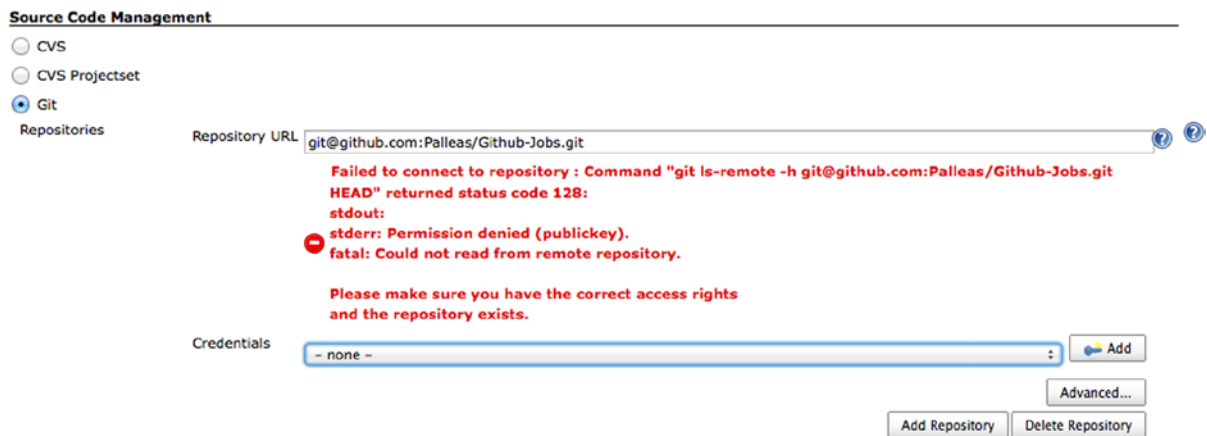 Source Code Management
CVS
CVS Projectset
Git
Repositories
Repository URL
git@github.com:Palleas/Github-Jobs.git
Failed to connect to repository : Command "git ls-remote -h git@github.com:Palleas/Github-Jobs.git
HEAD" returned status code 128:
stdout:
stderr: Permission denied (publickey).
fatal: Could not read from remote repository.
Please make sure you have the correct access rights
and the repository exists.
Credentials
- none -
Add
Advanced...
Add Repository
Delete Repository